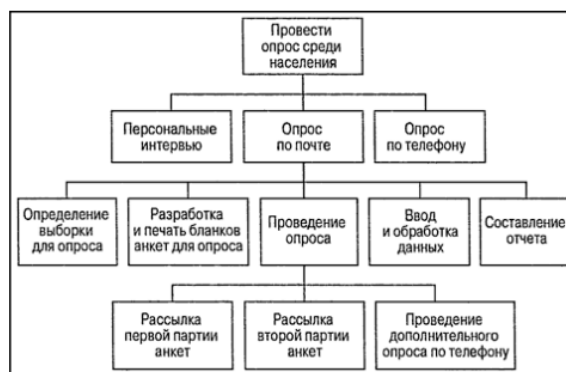 Провести
опрос среди
населения
Персональные
интервью
Опрос
по почте
Опрос
по телефону
Определение
выборки
для опроса
Разработка
и печать бланков
анкет для опроса
Проведение
опроса
Ввод
и обработка
данных
Составление
отчета
Рассылка
первой партии
анкет
Рассылка
второй партии
анкет
Проведение
дополнительного
опроса по телефону